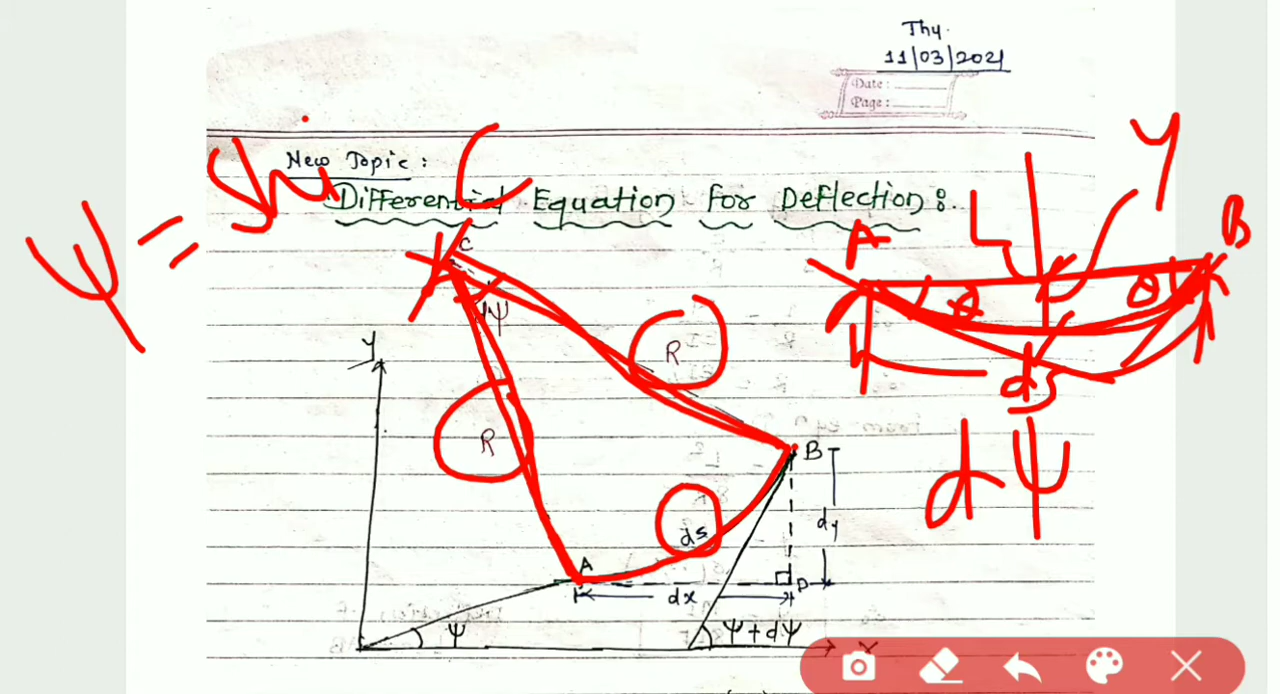 Thy.
11/03/2021
Date:
Page:
New Topic:
Differential Equation For Deflection:
ψ =
C
C
dψ
R
R
ds
A
B
y
dy
D
dx
ψ
ψ+dψ
x
y
A
B
θ
θ
ds
dψ